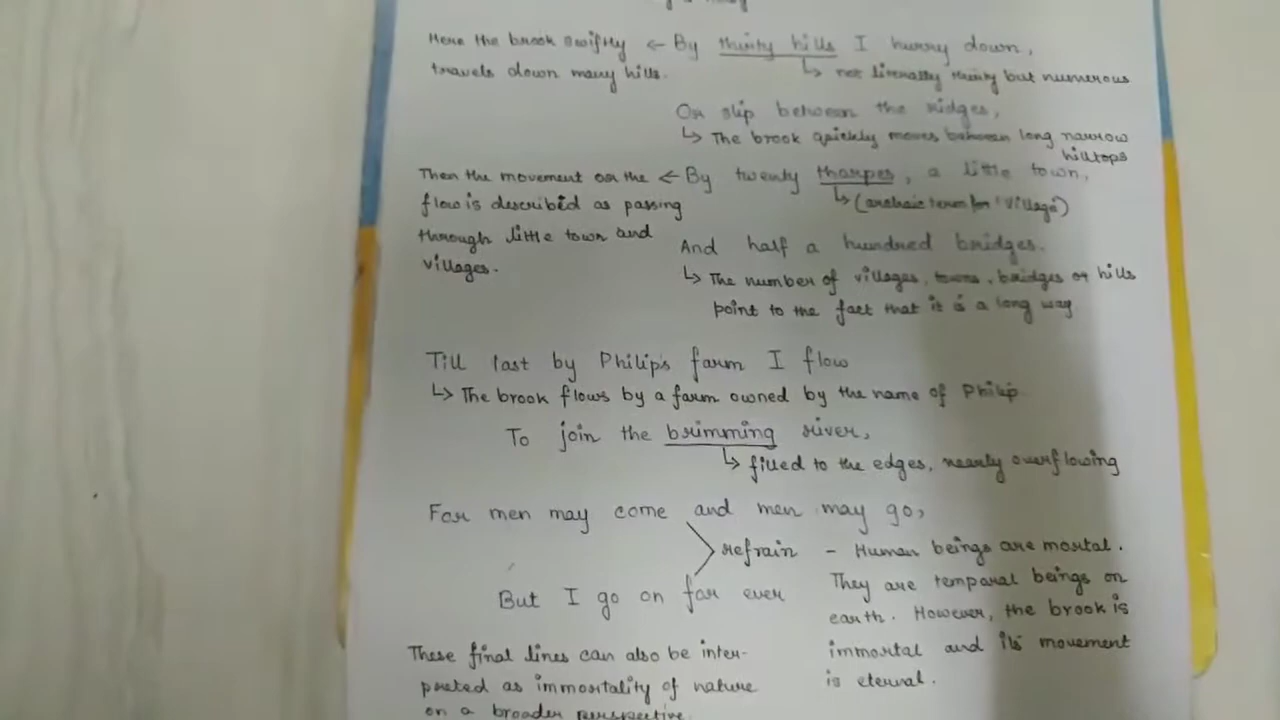 Here the brook swiftly ← By thirty hills I hurry down,
travels down many hills. ↳ not literally thirty but numerous
Or slip between the ridges,
↳ The brook quickly moves between long narrow
hilltops
Then the movement or the ← By twenty thorpes, a little town,
flow is described as passing ↳ (archaic term for 'village')
through little town and
And half a hundred bridges.
villages.
↳ The number of villages, towns, bridges or hills
point to the fact that it is a long way
Till last by Philip's farm I flow
↳ The brook flows by a farm owned by the name of Philip
To join the brimming river,
↳ filled to the edges, nearly overflowing
For men may come and men may go,
refrain - Human beings are mortal.
They are temporal beings on
But I go on for ever
earth. However, the brook is
These final lines can also be inter-
immortal and its movement
preted as immortality of nature
is eternal.
on a broader perspective